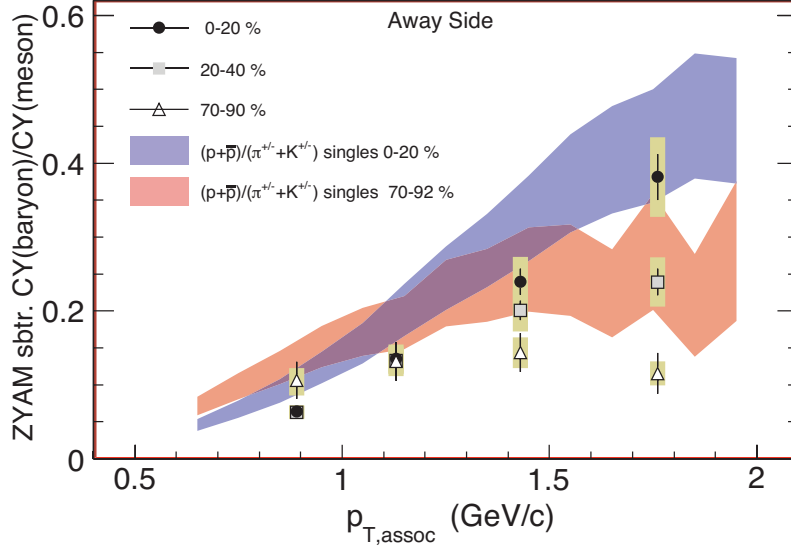 Away Side
0-20 %
20-40 %
70-90 %
(p+p̅)/(π+/-+K+/-) singles 0-20 %
(p+p̅)/(π+/-+K+/-) singles 70-92 %
ZYAM sbtr. CY(baryon)/CY(meson)
0.6
0.4
0.2
0
0.5
1
1.5
2
pT,assoc (GeV/c)